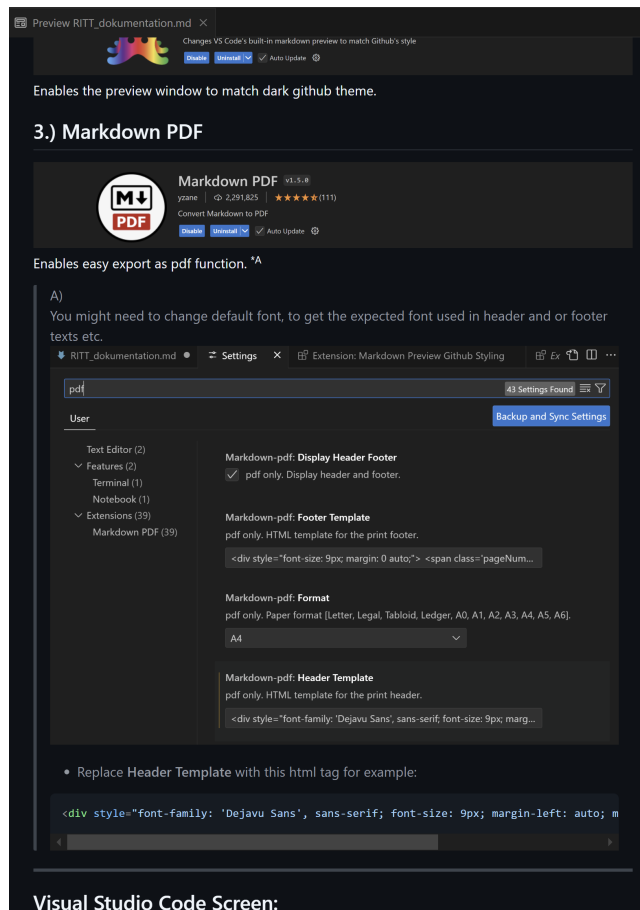 Preview RITT_dokumentation.md
Changes VS Code's built-in markdown preview to match Github's style
Disable Uninstall Auto Update
Enables the preview window to match dark github theme.
3.) Markdown PDF
M
PDF
Markdown PDF v1.5.0
yzane 2,291,825 ★★★★★(111)
Convert Markdown to PDF
Disable Uninstall Auto Update
Enables easy export as pdf function. *A
A)
You might need to change default font, to get the expected font used in header and or footer
texts etc.
RITT_dokumentation.md Settings Extension: Markdown Preview Github Styling Ex
pdf 43 Settings Found
User Backup and Sync Settings
Text Editor (2)
Features (2)
Terminal (1)
Notebook (1)
Extensions (39)
Markdown PDF (39)
Markdown-pdf: Display Header Footer
pdf only. Display header and footer.
Markdown-pdf: Footer Template
pdf only. HTML template for the print footer.
<div style="font-size: 9px; margin: 0 auto;"> <span class='pageNum...
Markdown-pdf: Format
pdf only. Paper format [Letter, Legal, Tabloid, Ledger, A0, A1, A2, A3, A4, A5, A6].
A4
Markdown-pdf: Header Template
pdf only. HTML template for the print header.
<div style="font-family: 'Dejavu Sans', sans-serif; font-size: 9px; marg...
• Replace Header Template with this html tag for example:
<div style="font-family: 'Dejavu Sans', sans-serif; font-size: 9px; margin-left: auto; m
Visual Studio Code Screen: